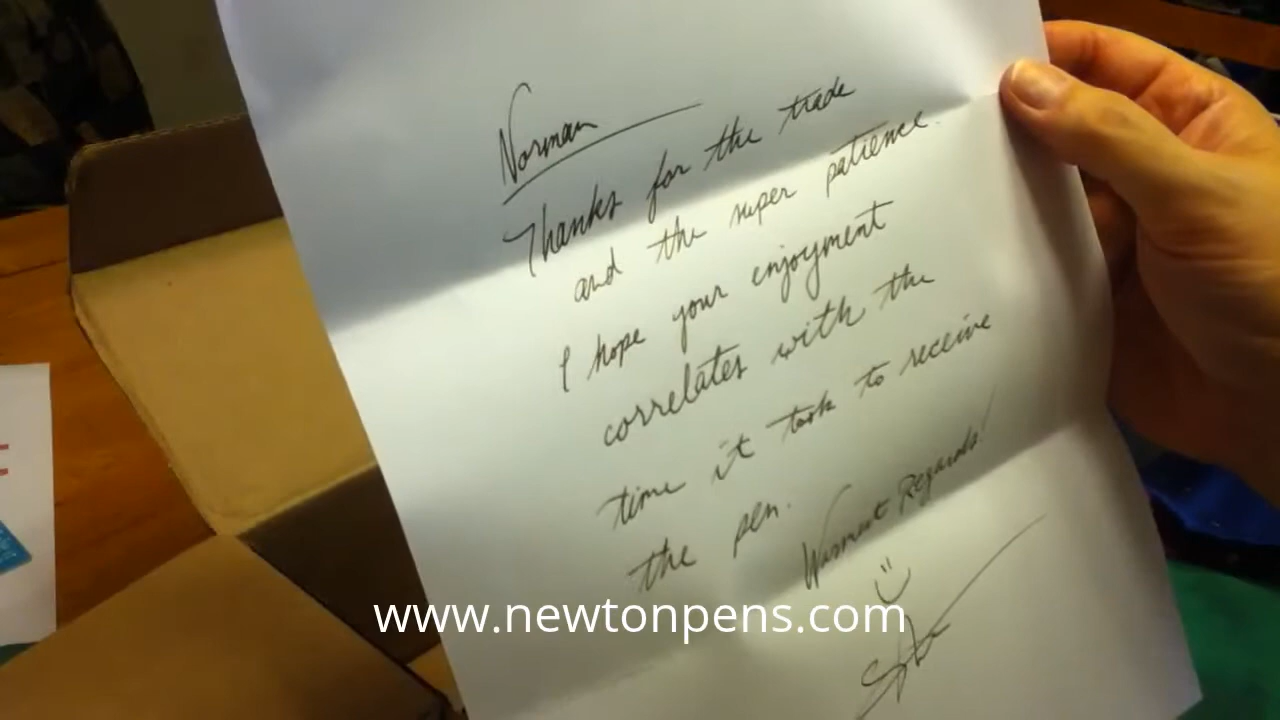 Norman
Thanks for the trade
and the super patience.
I hope your enjoyment
correlates with the
time it took to receive
the pen.
Warmest Regards!
www.newtonpens.com